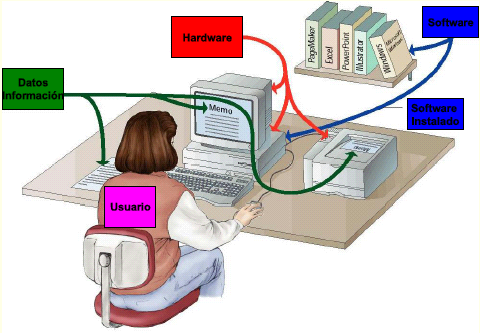 Software
Hardware
PageMaker
Excel
PowerPoint
Illustrator
Windows
Datos
Información
Memo
Software
Instalado
Usuario